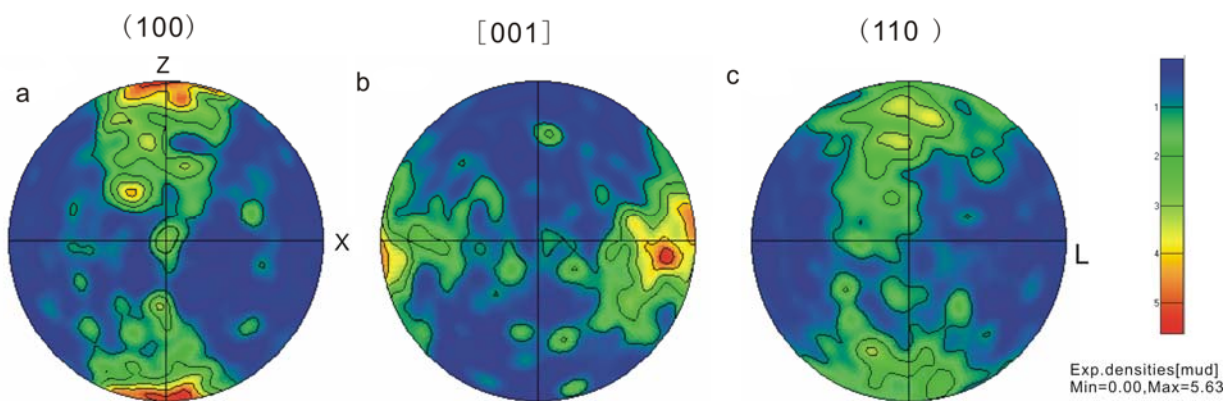 (100)
[001]
(110 )
Z
a
b
c
X
L
1
2
3
4
5
Exp.densities[mud]
Min=0.00,Max=5.63